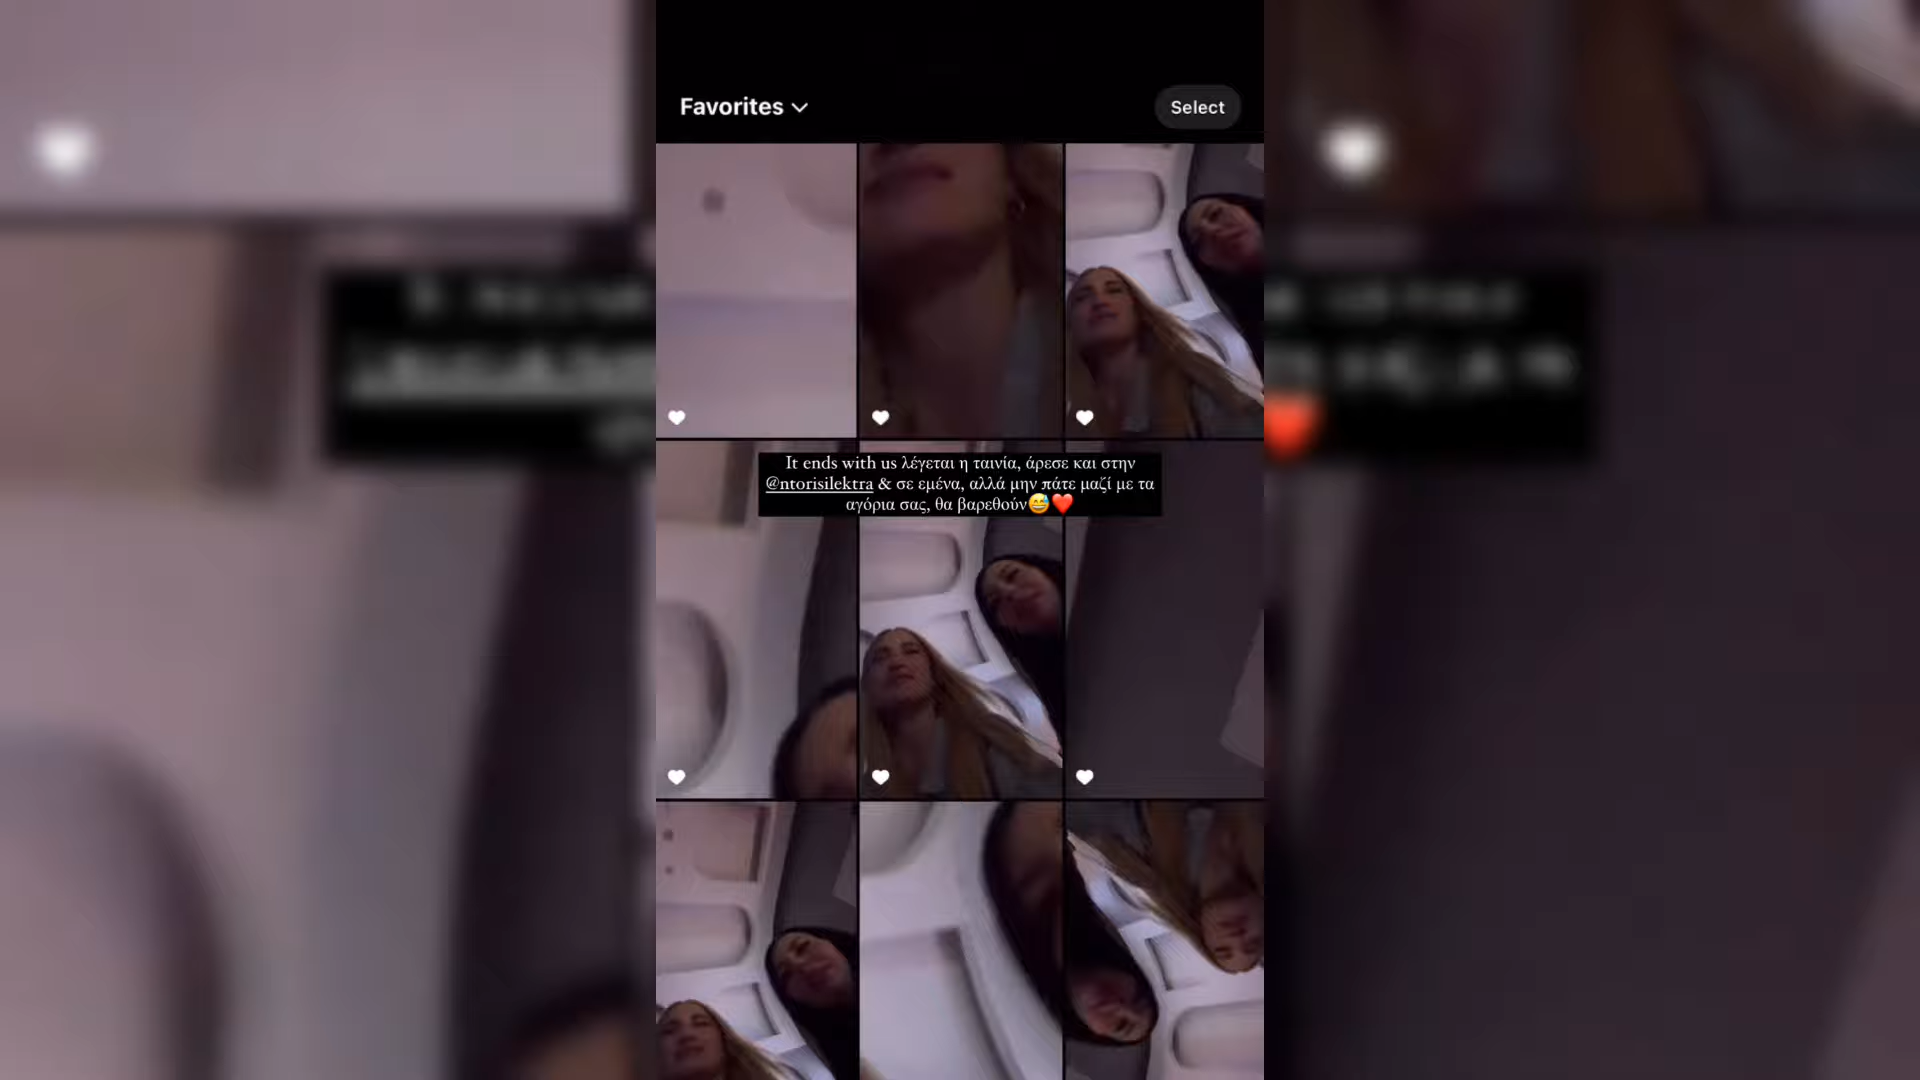 Favorites
Select
It ends with us λέγεται η ταινία, άρεσε και στην
@ntorisilektra & σε εμένα, αλλά μην πάτε μαζί με τα
αγόρια σας, θα βαρεθούν😅❤️